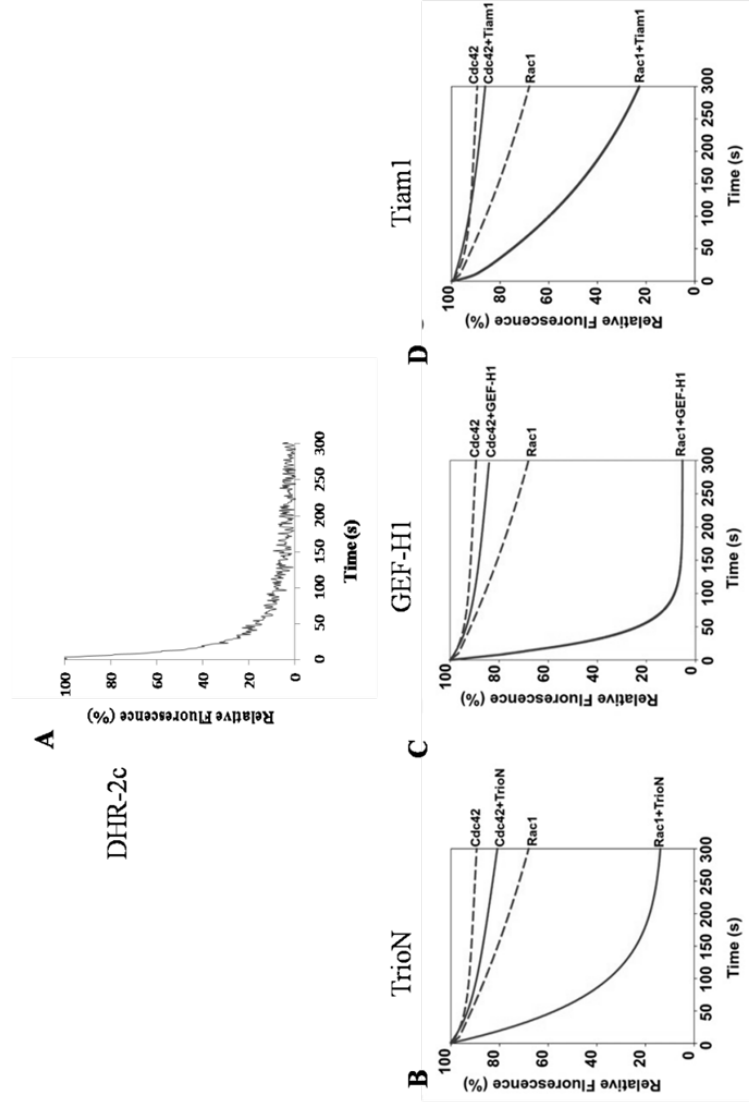 A
DHR-2c
Relative Fluorescence (%)
100
80
60
40
20
0
0 50 100 150 200 250 300
Time (s)
B
TrioN
Relative Fluorescence (%)
100
80
60
40
20
0
0 50 100 150 200 250 300
Time (s)
Cdc42
Cdc42+TrioN
Rac1
Rac1+TrioN
C
GEF-H1
Relative Fluorescence (%)
100
80
60
40
20
0
0 50 100 150 200 250 300
Time (s)
Cdc42
Cdc42+GEF-H1
Rac1
Rac1+GEF-H1
D
Tiam1
Relative Fluorescence (%)
100
80
60
40
20
0
0 50 100 150 200 250 300
Time (s)
Cdc42
Cdc42+Tiam1
Rac1
Rac1+Tiam1